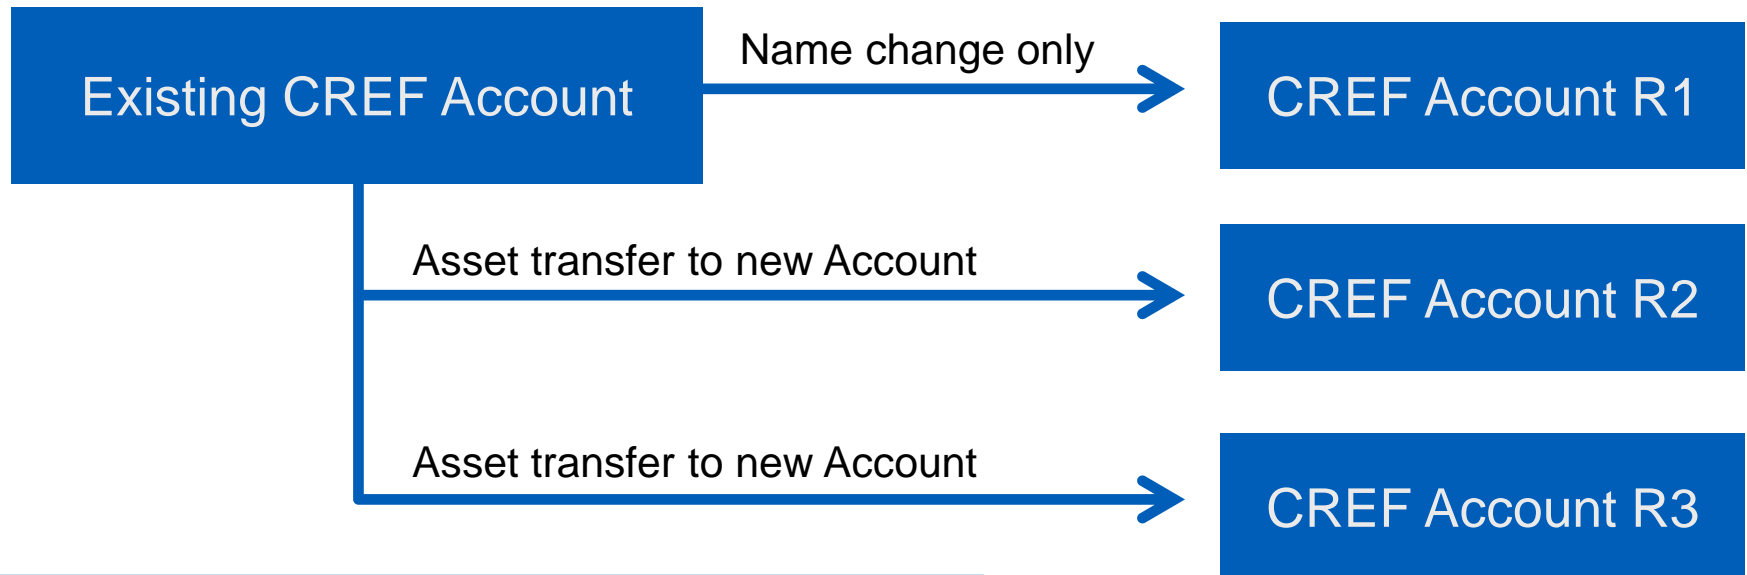 Existing CREF Account
Name change only
CREF Account R1
Asset transfer to new Account
CREF Account R2
Asset transfer to new Account
CREF Account R3